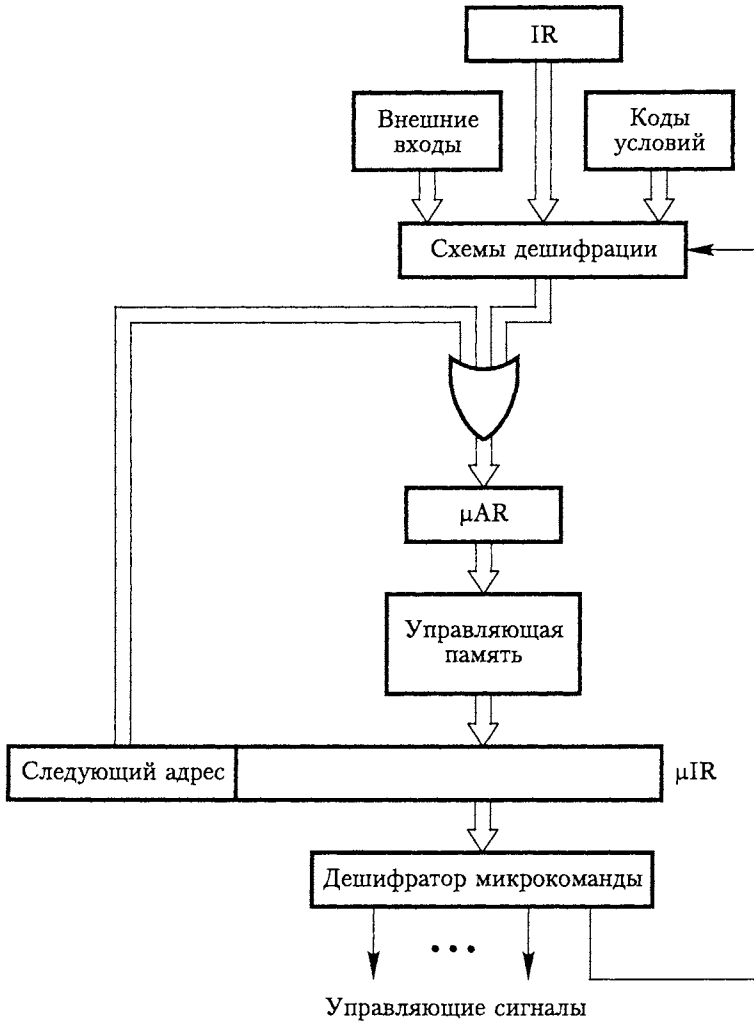 IR
Внешние
входы
Коды
условий
Схемы дешифрации
μAR
Управляющая
память
Следующий адрес
μIR
Дешифратор микрокоманды
Управляющие сигналы